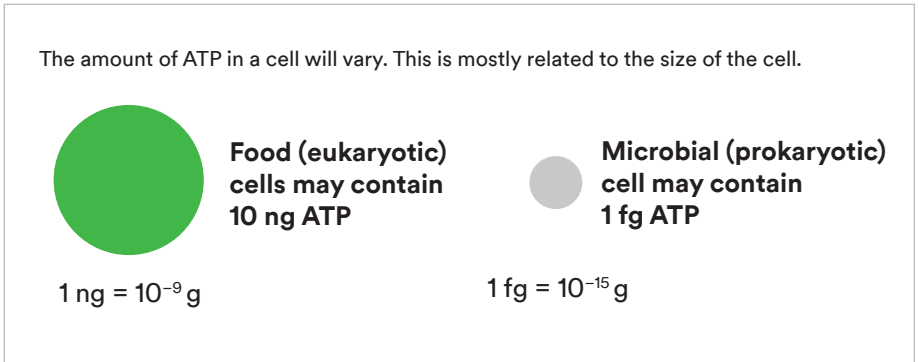 The amount of ATP in a cell will vary. This is mostly related to the size of the cell.
Food (eukaryotic)
cells may contain
10 ng ATP
Microbial (prokaryotic)
cell may contain
1 fg ATP
1 ng = 10⁻⁹ g
1 fg = 10⁻¹⁵ g